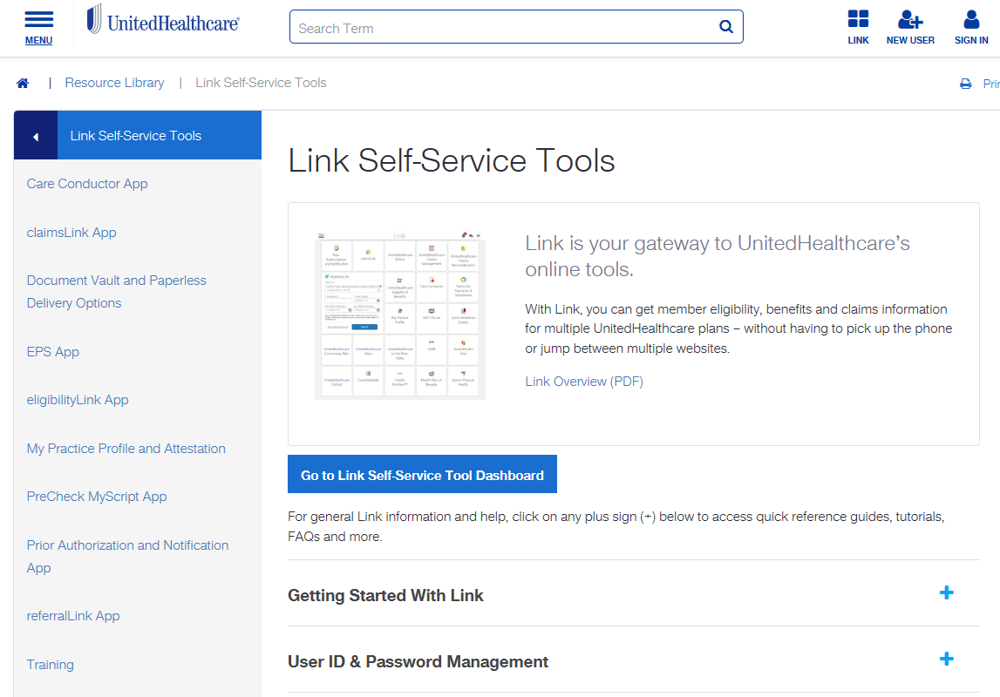 MENU
UnitedHealthcare®
Search Term
LINK
NEW USER
SIGN IN
| Resource Library | Link Self-Service Tools
Link Self-Service Tools
Care Conductor App
claimsLink App
Document Vault and Paperless
Delivery Options
EPS App
eligibilityLink App
My Practice Profile and Attestation
PreCheck MyScript App
Prior Authorization and Notification
App
referralLink App
Training
Link Self-Service Tools
Link
Link is your gateway to UnitedHealthcare’s
online tools.
With Link, you can get member eligibility, benefits and claims information
for multiple UnitedHealthcare plans – without having to pick up the phone
or jump between multiple websites.
Link Overview (PDF)
Go to Link Self-Service Tool Dashboard
For general Link information and help, click on any plus sign (+) below to access quick reference guides, tutorials,
FAQs and more.
Getting Started With Link +
User ID & Password Management +